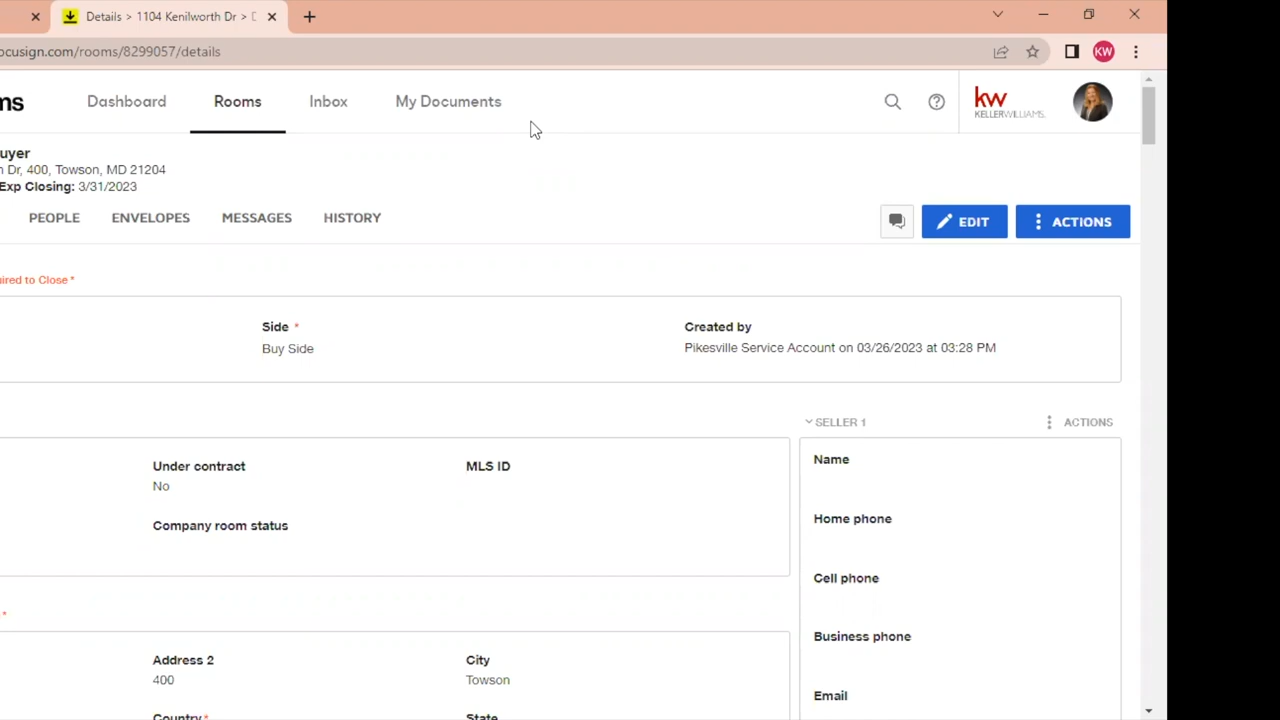 Details > 1104 Kenilworth Dr >
ocusign.com/rooms/8299057/details
KW
ms
Dashboard
Rooms
Inbox
My Documents
kw
KELLERWILLIAMS.
uyer
n Dr, 400, Towson, MD 21204
Exp Closing: 3/31/2023
PEOPLE
ENVELOPES
MESSAGES
HISTORY
EDIT
ACTIONS
uired to Close *
Side *
Buy Side
Created by
Pikesville Service Account on 03/26/2023 at 03:28 PM
SELLER 1
ACTIONS
Under contract
No
MLS ID
Company room status
Name
Home phone
Cell phone
Business phone
Email
*
Address 2
400
City
Towson
Country *
State